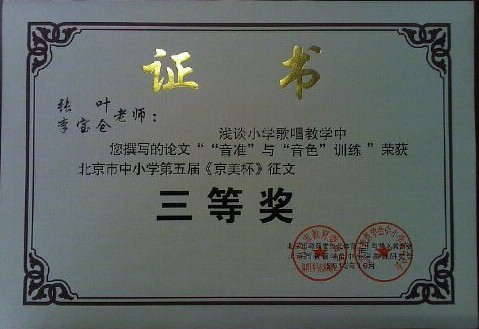 证书
张叶
李宝仓老师：
浅谈小学歌唱教学中
您撰写的论文““音准”与“音色”训练”荣获
北京市中小学第五届《京美杯》征文
三等奖